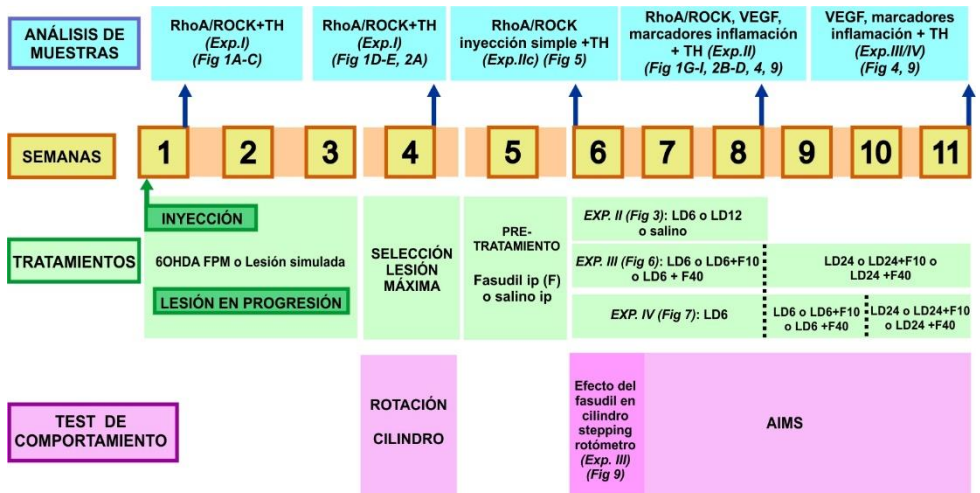 ANÁLISIS DE
MUESTRAS
RhoA/ROCK+TH
(Exp.I)
(Fig 1A-C)
RhoA/ROCK+TH
(Exp.I)
(Fig 1D-E, 2A)
RhoA/ROCK
inyección simple +TH
(Exp.IIc) (Fig 5)
RhoA/ROCK, VEGF,
marcadores inflamación
+ TH (Exp.II)
(Fig 1G-I, 2B-D, 4, 9)
VEGF, marcadores
inflamación + TH
(Exp.III/IV)
(Fig 4, 9)
SEMANAS
1
2
3
4
5
6
7
8
9
10
11
TRATAMIENTOS
INYECCIÓN
6OHDA FPM o Lesión simulada
LESIÓN EN PROGRESIÓN
SELECCIÓN
LESIÓN
MÁXIMA
PRE-
TRATAMIENTO
Fasudil ip (F)
o salino ip
EXP. II (Fig 3): LD6 o LD12
o salino
EXP. III (Fig 6): LD6 o LD6+F10
o LD6 + F40
LD24 o LD24+F10 o
LD24 +F40
EXP. IV (Fig 7): LD6
LD6 o LD6+F10
o LD6 +F40
LD24 o LD24+F10
o LD24 +F40
TEST DE
COMPORTAMIENTO
ROTACIÓN
CILINDRO
Efecto del
fasudil en
cilindro
stepping
rotómetro
(Exp. III)
(Fig 9)
AIMS